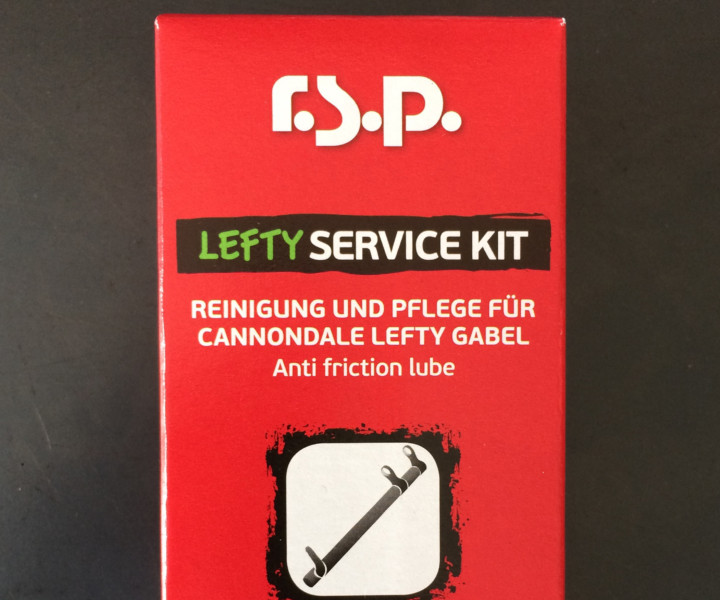 r.s.p.
LEFTY SERVICE KIT
REINIGUNG UND PFLEGE FÜR
CANNONDALE LEFTY GABEL
Anti friction lube